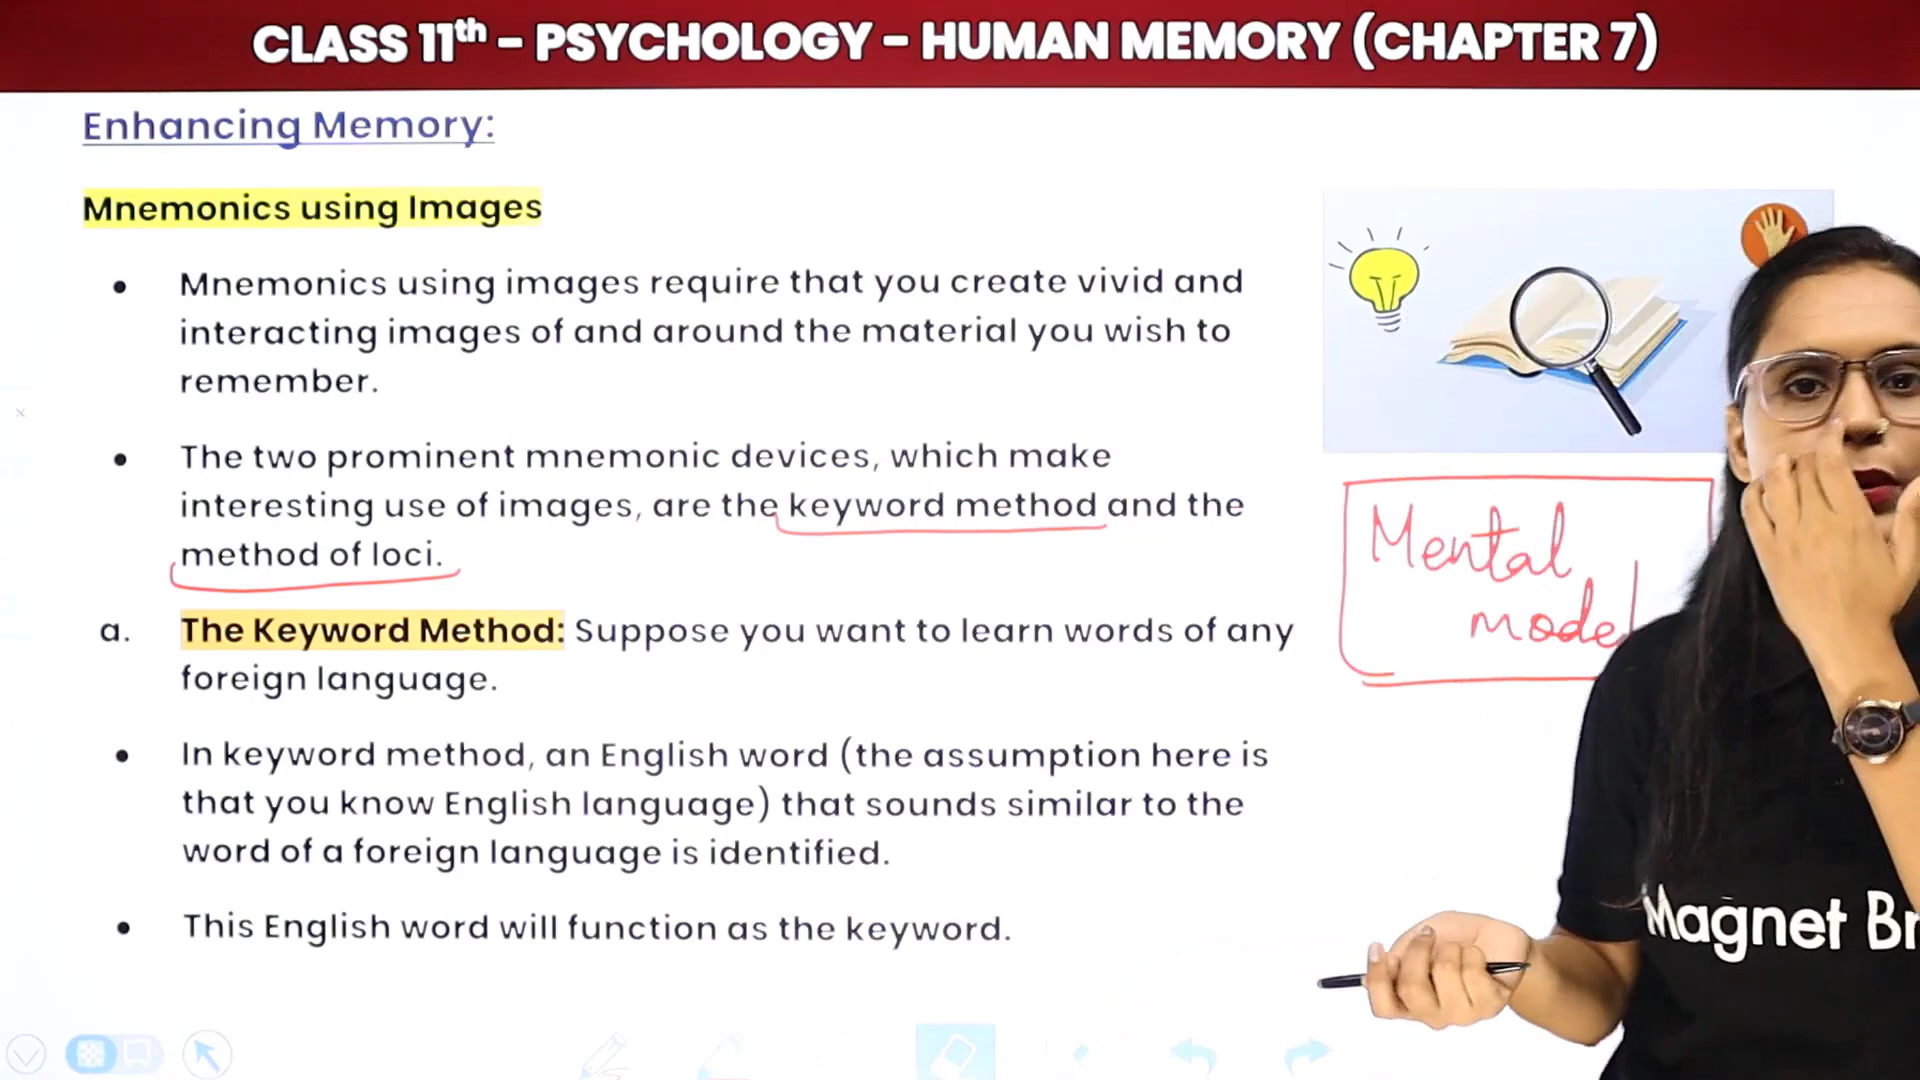 CLASS 11th - PSYCHOLOGY - HUMAN MEMORY (CHAPTER 7)
Enhancing Memory:
Mnemonics using Images
• Mnemonics using images require that you create vivid and
interacting images of and around the material you wish to
remember.
• The two prominent mnemonic devices, which make
interesting use of images, are the keyword method and the
method of loci.
Mental
model
a. The Keyword Method: Suppose you want to learn words of any
foreign language.
• In keyword method, an English word (the assumption here is
that you know English language) that sounds similar to the
word of a foreign language is identified.
• This English word will function as the keyword.
Magnet Br